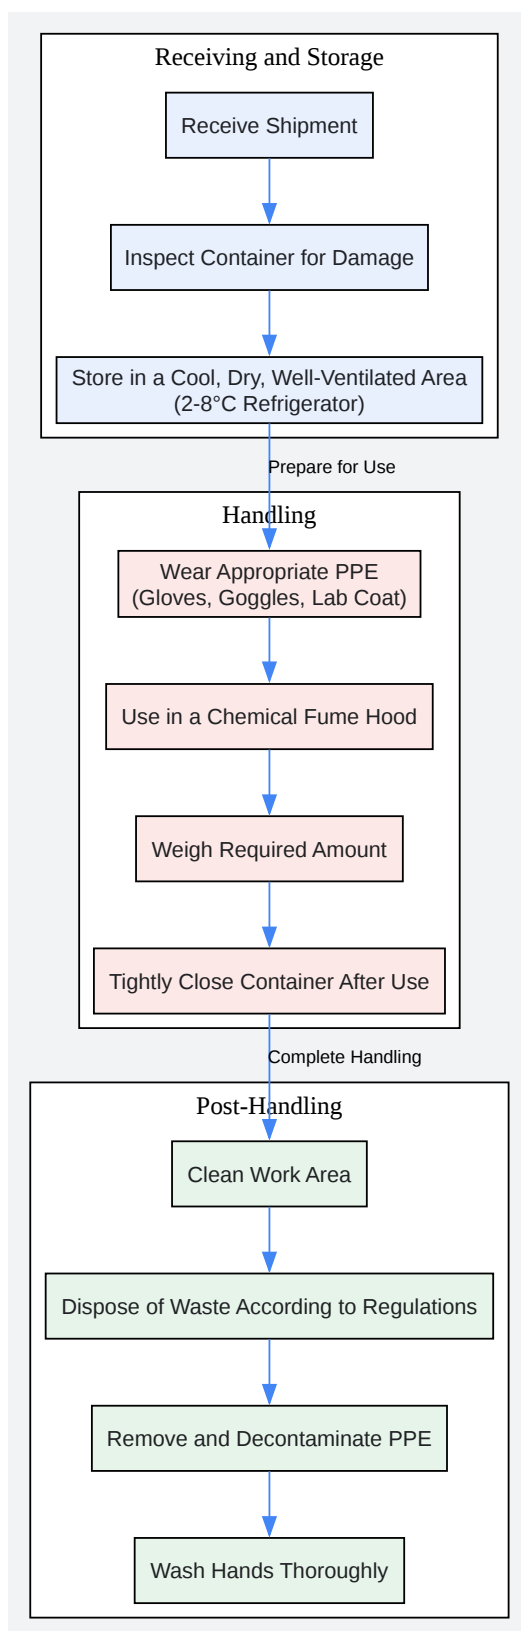 Receiving and Storage
Receive Shipment
Inspect Container for Damage
Store in a Cool, Dry, Well-Ventilated Area
(2-8°C Refrigerator)
Prepare for Use
Handling
Wear Appropriate PPE
(Gloves, Goggles, Lab Coat)
Use in a Chemical Fume Hood
Weigh Required Amount
Tightly Close Container After Use
Complete Handling
Post-Handling
Clean Work Area
Dispose of Waste According to Regulations
Remove and Decontaminate PPE
Wash Hands Thoroughly